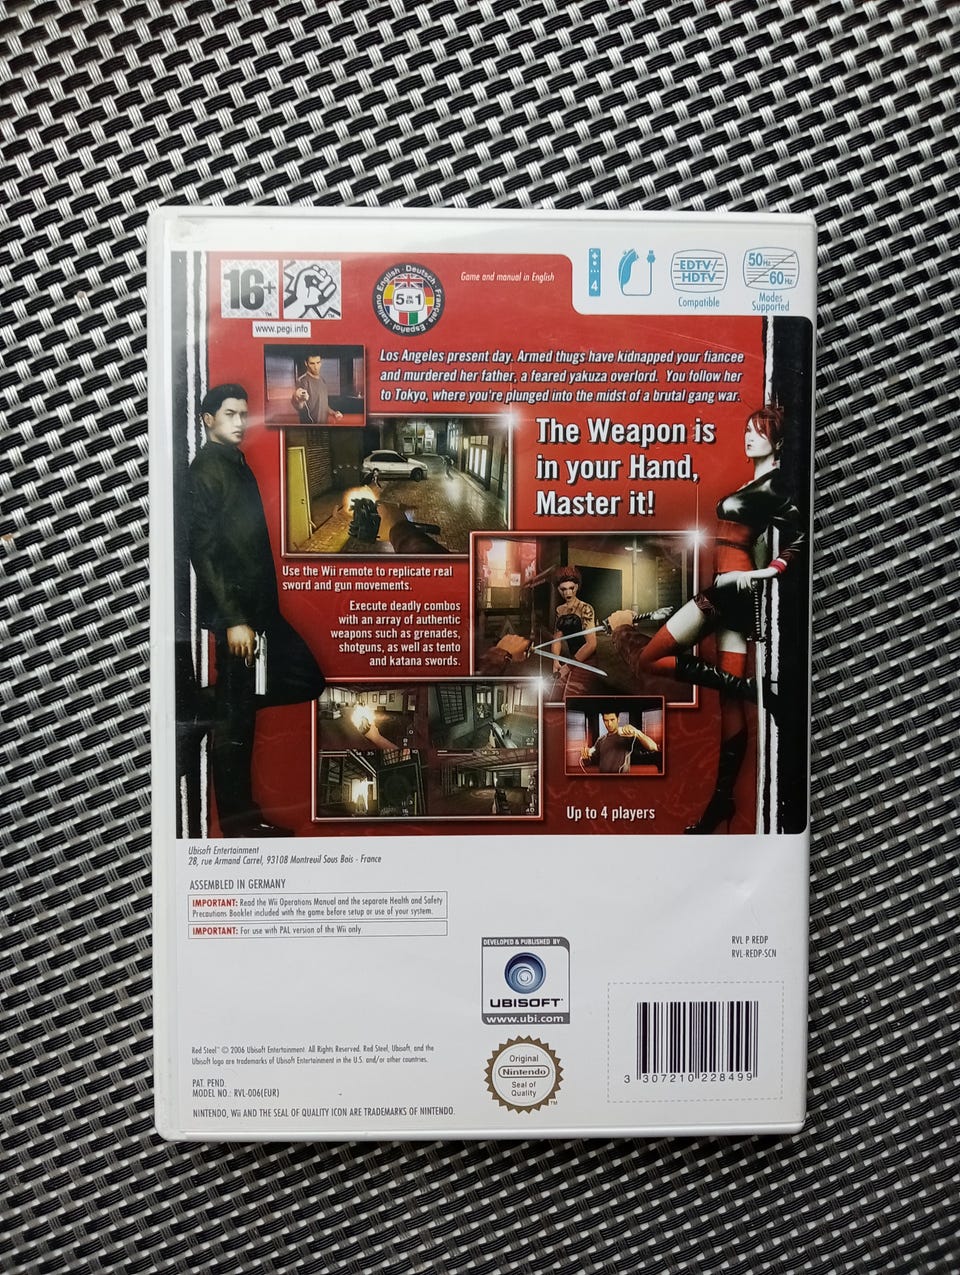 16+
www.pegi.info
English · Deutsch · Français · Español · Italiano
5 IN EN 1
Game and manual in English
4
EDTV/
HDTV
Compatible
50Hz
60Hz
Modes
Supported
Los Angeles present day. Armed thugs have kidnapped your fiancee
and murdered her father, a feared yakuza overlord. You follow her
to Tokyo, where you're plunged into the midst of a brutal gang war.
The Weapon is
in your Hand,
Master it!
Use the Wii remote to replicate real
sword and gun movements.
Execute deadly combos
with an array of authentic
weapons such as grenades,
shotguns, as well as tento
and katana swords.
Up to 4 players
Ubisoft Entertainment
28, rue Armand Carrel, 93108 Montreuil Sous Bois - France
ASSEMBLED IN GERMANY
IMPORTANT: Read the Wii Operations Manual and the separate Health and Safety
Precautions Booklet included with the game before setup or use of your system.
IMPORTANT: For use with PAL version of the Wii only
RVL P REDP
RVL-REDP-SCN
DEVELOPED & PUBLISHED BY
UBISOFT
www.ubi.com
Red Steel™ © 2006 Ubisoft Entertainment. All Rights Reserved. Red Steel, Ubisoft, and the
Ubisoft logo are trademarks of Ubisoft Entertainment in the U.S. and/or other countries.
PAT. PEND.
MODEL NO.: RVL-006(EUR)
NINTENDO, Wii AND THE SEAL OF QUALITY ICON ARE TRADEMARKS OF NINTENDO.
Original
Nintendo
Seal of
Quality
TM
3 307210 228499